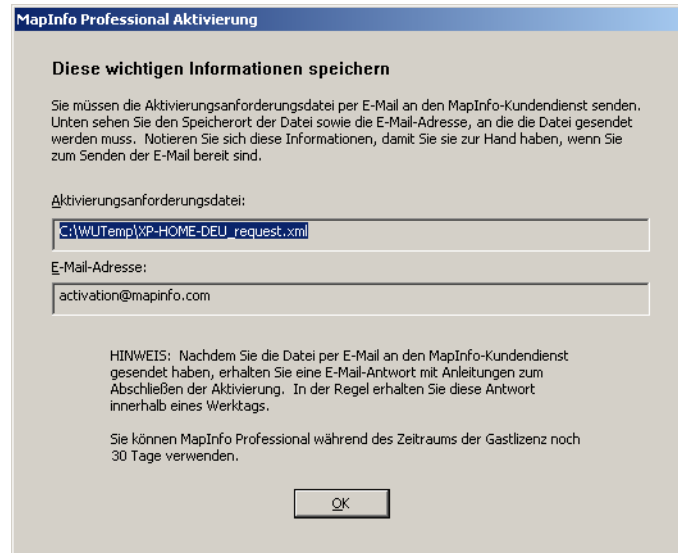 MapInfo Professional Aktivierung
Diese wichtigen Informationen speichern
Sie müssen die Aktivierungsanforderungsdatei per E-Mail an den MapInfo-Kundendienst senden.
Unten sehen Sie den Speicherort der Datei sowie die E-Mail-Adresse, an die die Datei gesendet
werden muss. Notieren Sie sich diese Informationen, damit Sie sie zur Hand haben, wenn Sie
zum Senden der E-Mail bereit sind.
Aktivierungsanforderungsdatei:
C:\WUTemp\XP-HOME-DEU_request.xml
E-Mail-Adresse:
activation@mapinfo.com
HINWEIS: Nachdem Sie die Datei per E-Mail an den MapInfo-Kundendienst
gesendet haben, erhalten Sie eine E-Mail-Antwort mit Anleitungen zum
Abschließen der Aktivierung. In der Regel erhalten Sie diese Antwort
innerhalb eines Werktags.
Sie können MapInfo Professional während des Zeitraums der Gastlizenz noch
30 Tage verwenden.
OK